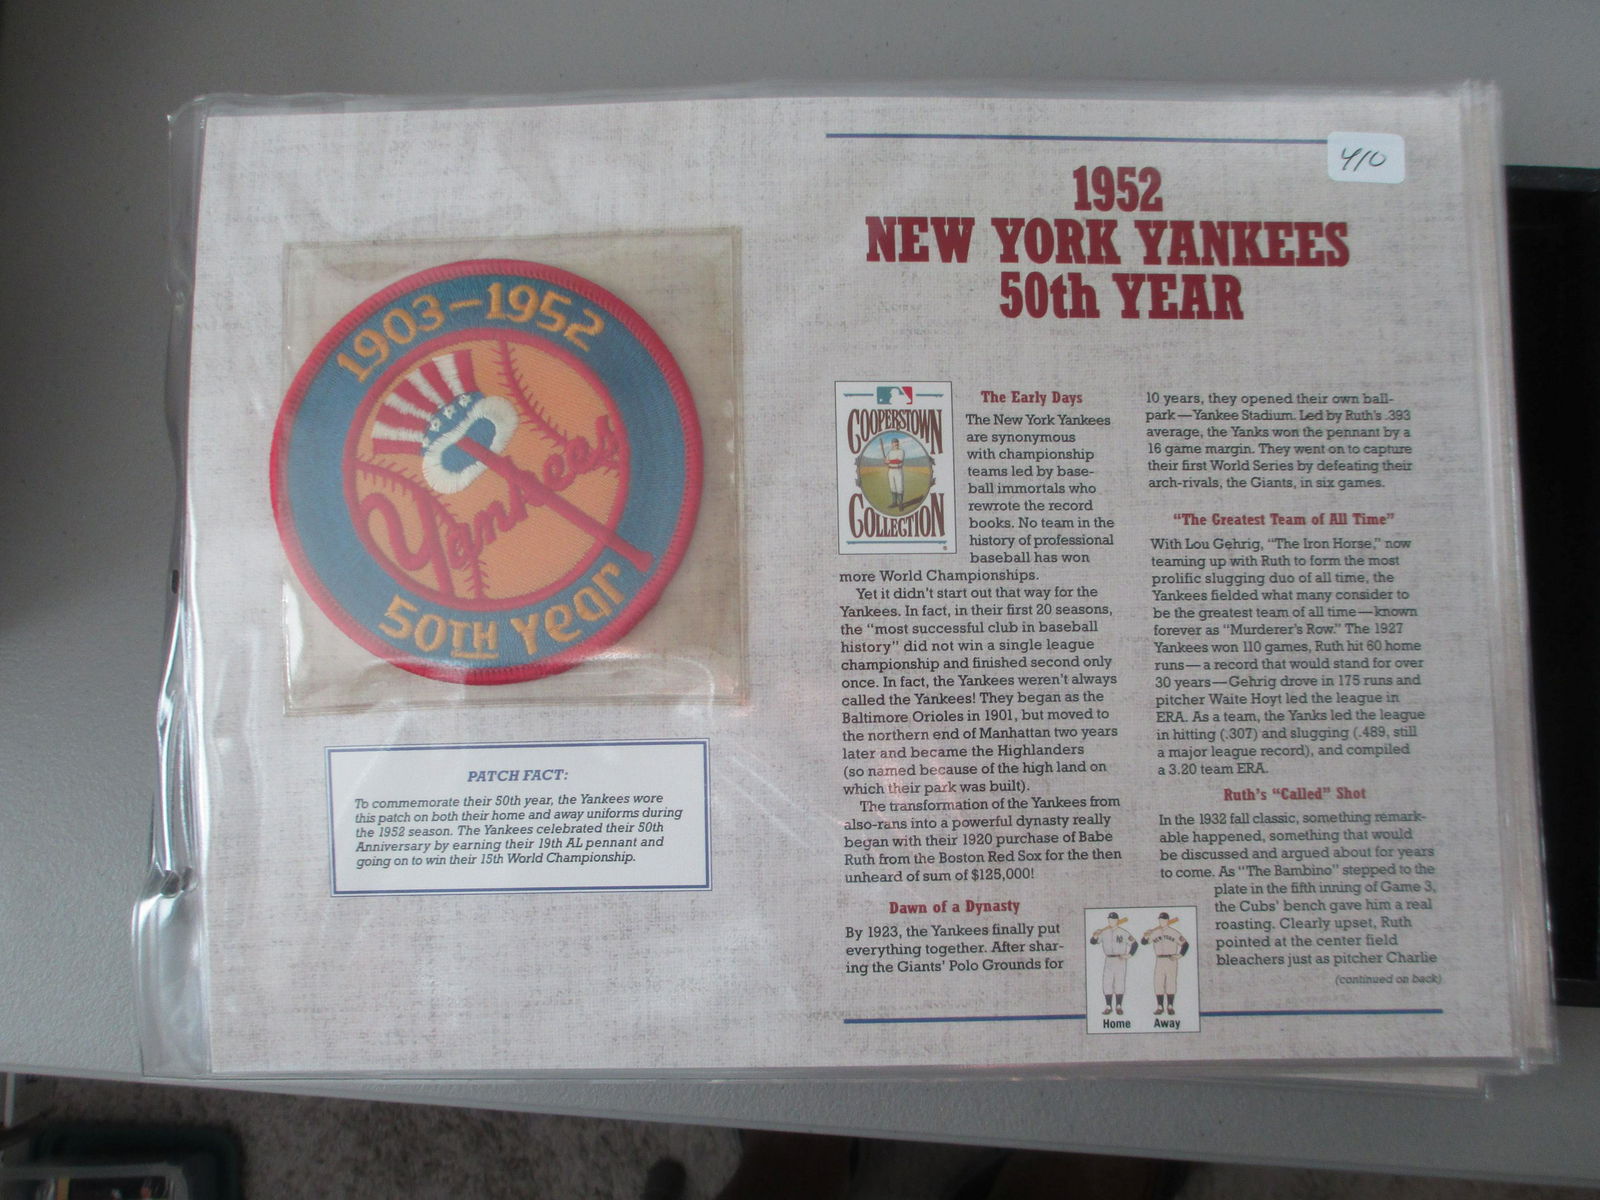 410
1952
NEW YORK YANKEES
50th YEAR
1903-1952
Yankees
50TH Year
PATCH FACT:
To commemorate their 50th year, the Yankees wore
this patch on both their home and away uniforms during
the 1952 season. The Yankees celebrated their 50th
Anniversary by earning their 19th AL pennant and
going on to win their 15th World Championship.
COOPERSTOWN
COLLECTION
The Early Days
The New York Yankees
are synonymous
with championship
teams led by base-
ball immortals who
rewrote the record
books. No team in the
history of professional
baseball has won
more World Championships.
Yet it didn't start out that way for the
Yankees. In fact, in their first 20 seasons,
the "most successful club in baseball
history" did not win a single league
championship and finished second only
once. In fact, the Yankees weren't always
called the Yankees! They began as the
Baltimore Orioles in 1901, but moved to
the northern end of Manhattan two years
later and became the Highlanders
(so named because of the high land on
which their park was built).
The transformation of the Yankees from
also-rans into a powerful dynasty really
began with their 1920 purchase of Babe
Ruth from the Boston Red Sox for the then
unheard of sum of $125,000!
Dawn of a Dynasty
By 1923, the Yankees finally put
everything together. After shar-
ing the Giants' Polo Grounds for
10 years, they opened their own ball-
park—Yankee Stadium. Led by Ruth's .393
average, the Yanks won the pennant by a
16 game margin. They went on to capture
their first World Series by defeating their
arch-rivals, the Giants, in six games.
"The Greatest Team of All Time"
With Lou Gehrig, "The Iron Horse," now
teaming up with Ruth to form the most
prolific slugging duo of all time, the
Yankees fielded what many consider to
be the greatest team of all time—known
forever as "Murderer's Row." The 1927
Yankees won 110 games, Ruth hit 60 home
runs—a record that would stand for over
30 years—Gehrig drove in 175 runs and
pitcher Waite Hoyt led the league in
ERA. As a team, the Yanks led the league
in hitting (.307) and slugging (.489, still
a major league record), and compiled
a 3.20 team ERA.
Ruth's "Called" Shot
In the 1932 fall classic, something remark-
able happened, something that would
be discussed and argued about for years
to come. As "The Bambino" stepped to the
plate in the fifth inning of Game 3,
the Cubs' bench gave him a real
roasting. Clearly upset, Ruth
pointed at the center field
bleachers just as pitcher Charlie
(continued on back)
NEW YORK
Home Away